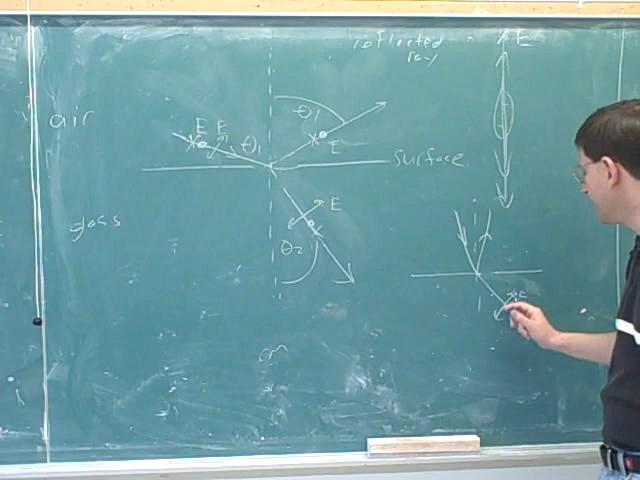 reflected
ray
E
air
E E
θ1
θ1
E
surface
glass
E
θ2